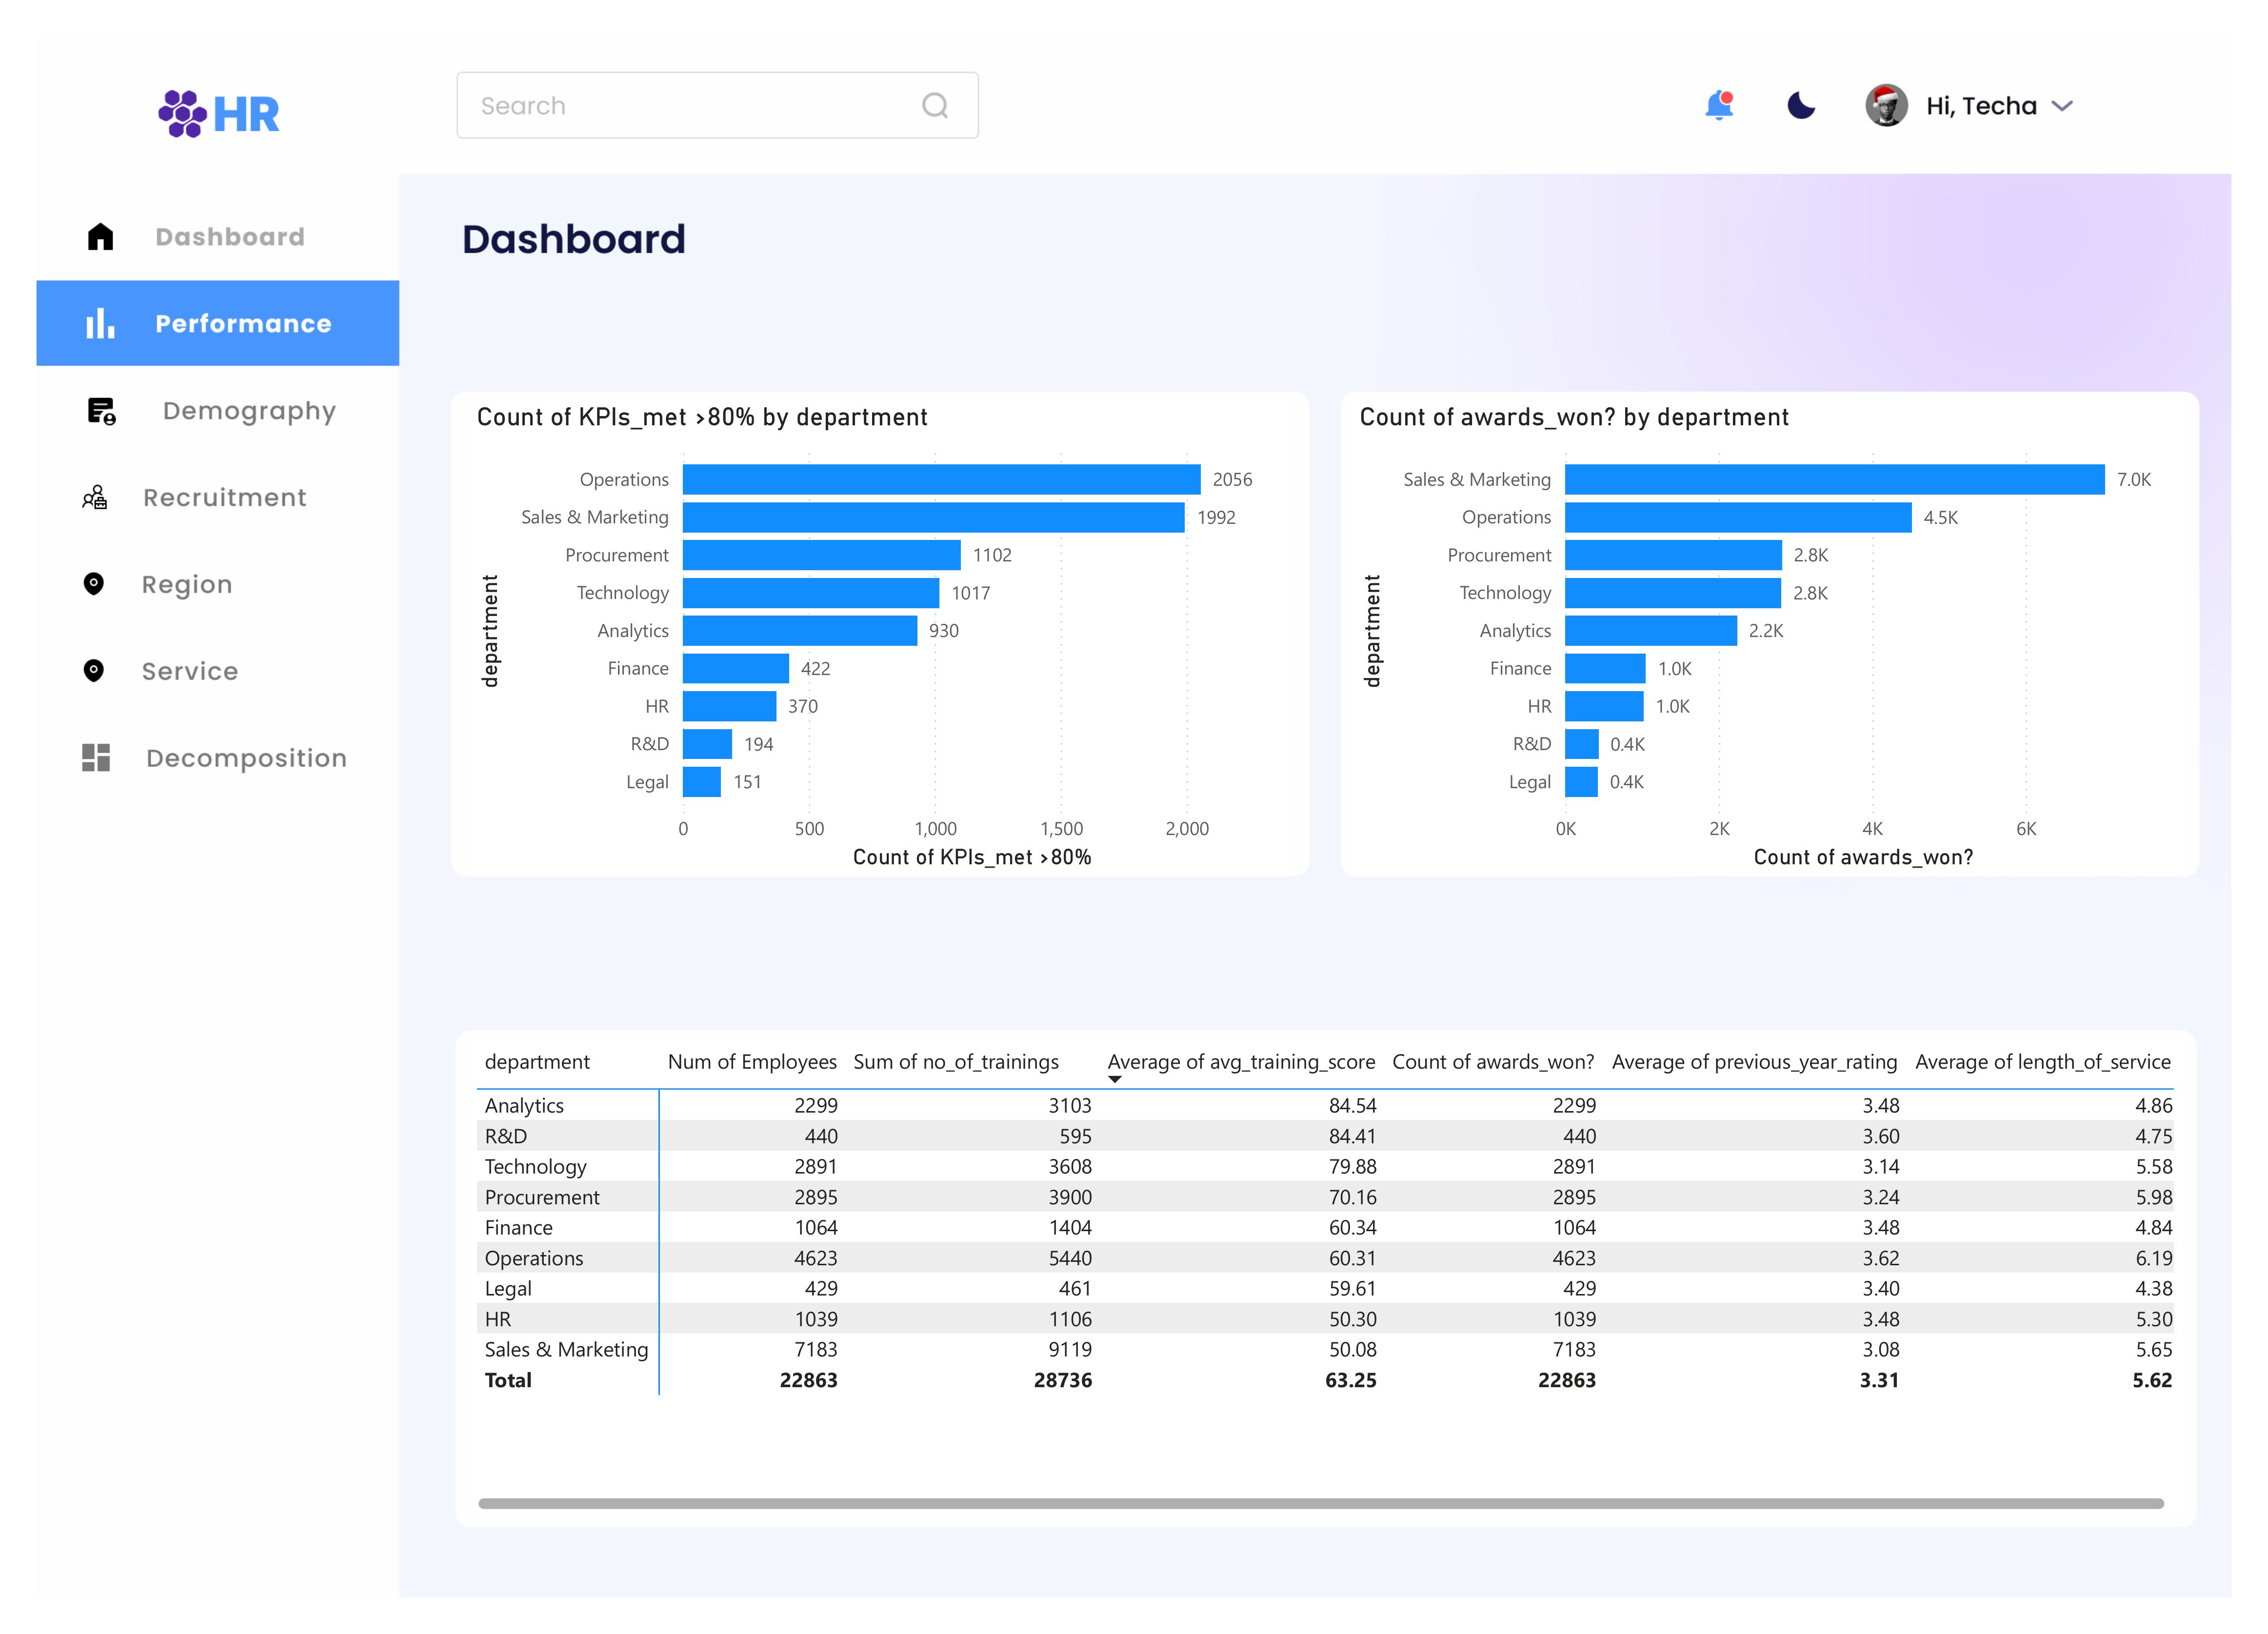 HR
Search
Hi, Techa
Dashboard
Performance
Demography
Recruitment
Region
Service
Decomposition
Dashboard
Count of KPIs_met >80% by department
department
Operations 2056
Sales & Marketing 1992
Procurement 1102
Technology 1017
Analytics 930
Finance 422
HR 370
R&D 194
Legal 151
0 500 1,000 1,500 2,000
Count of KPIs_met >80%
Count of awards_won? by department
department
Sales & Marketing 7.0K
Operations 4.5K
Procurement 2.8K
Technology 2.8K
Analytics 2.2K
Finance 1.0K
HR 1.0K
R&D 0.4K
Legal 0.4K
0K 2K 4K 6K
Count of awards_won?
department Num of Employees Sum of no_of_trainings Average of avg_training_score Count of awards_won? Average of previous_year_rating Average of length_of_service
Analytics 2299 3103 84.54 2299 3.48 4.86
R&D 440 595 84.41 440 3.60 4.75
Technology 2891 3608 79.88 2891 3.14 5.58
Procurement 2895 3900 70.16 2895 3.24 5.98
Finance 1064 1404 60.34 1064 3.48 4.84
Operations 4623 5440 60.31 4623 3.62 6.19
Legal 429 461 59.61 429 3.40 4.38
HR 1039 1106 50.30 1039 3.48 5.30
Sales & Marketing 7183 9119 50.08 7183 3.08 5.65
Total 22863 28736 63.25 22863 3.31 5.62